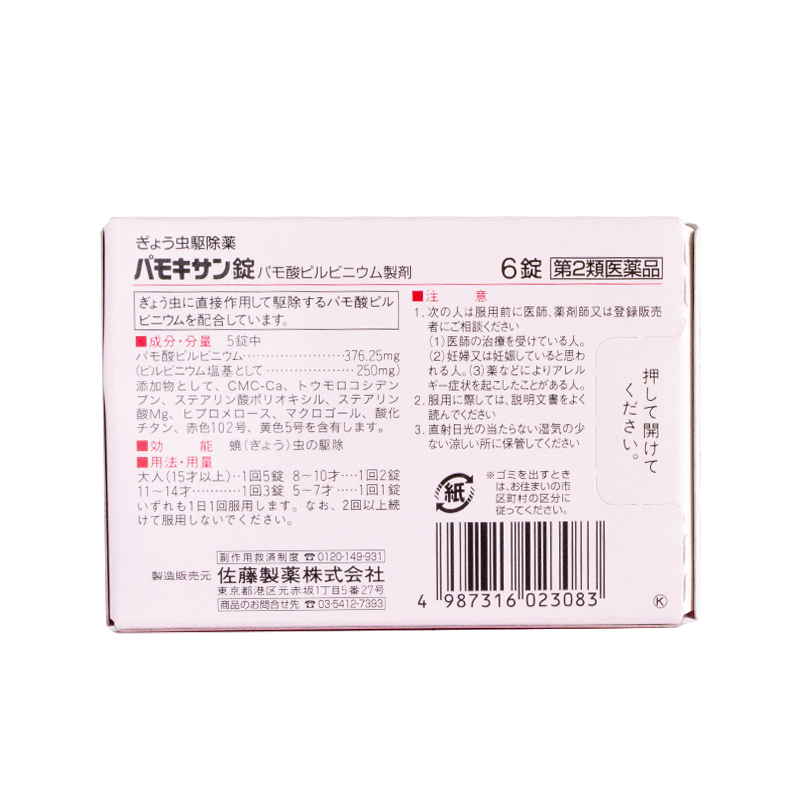 ぎょう虫駆除薬
パモキサン錠 パモ酸ピルビニウム製剤
6錠 第2類医薬品
ぎょう虫に直接作用して駆除するパモ酸ピル
ビニウムを配合しています。
■成分・分量 5錠中
パモ酸ピルビニウム……………………376.25mg
(ピルビニウム塩基として……………250mg)
添加物として、CMC-Ca、トウモロコシデン
プン、ステアリン酸ポリオキシル、ステアリン
酸Mg、ヒプロメロース、マクロゴール、酸化
チタン、赤色102号、黄色5号を含有します。
■効 能 蟯(ぎょう)虫の駆除
■用法・用量
大人(15才以上)‥1回5錠 8〜10才‥‥1回2錠
11〜14才…………1回3錠 5〜7才‥‥1回1錠
いずれも1日1回服用します。なお、2回以上続
けて服用しないでください。
副作用救済制度 ☎0120-149-931
製造販売元 佐藤製薬株式会社
東京都港区元赤坂1丁目5番27号
商品のお問合せ先 ☎03-5412-7393
■注 意
1. 次の人は服用前に医師、薬剤師又は登録販売
者にご相談ください
(1)医師の治療を受けている人。
(2)妊婦又は妊娠していると思わ
れる人。(3)薬などによりアレル
ギー症状を起こしたことがある人。
2. 服用に際しては、説明文書をよく
読んでください
3. 直射日光の当たらない湿気の少
ない涼しい所に保管してください
紙
※ゴミを出すとき
は、お住まいの市
区町村の区分に
従ってください。
4 987316 023083
K
押して開けて
ください。